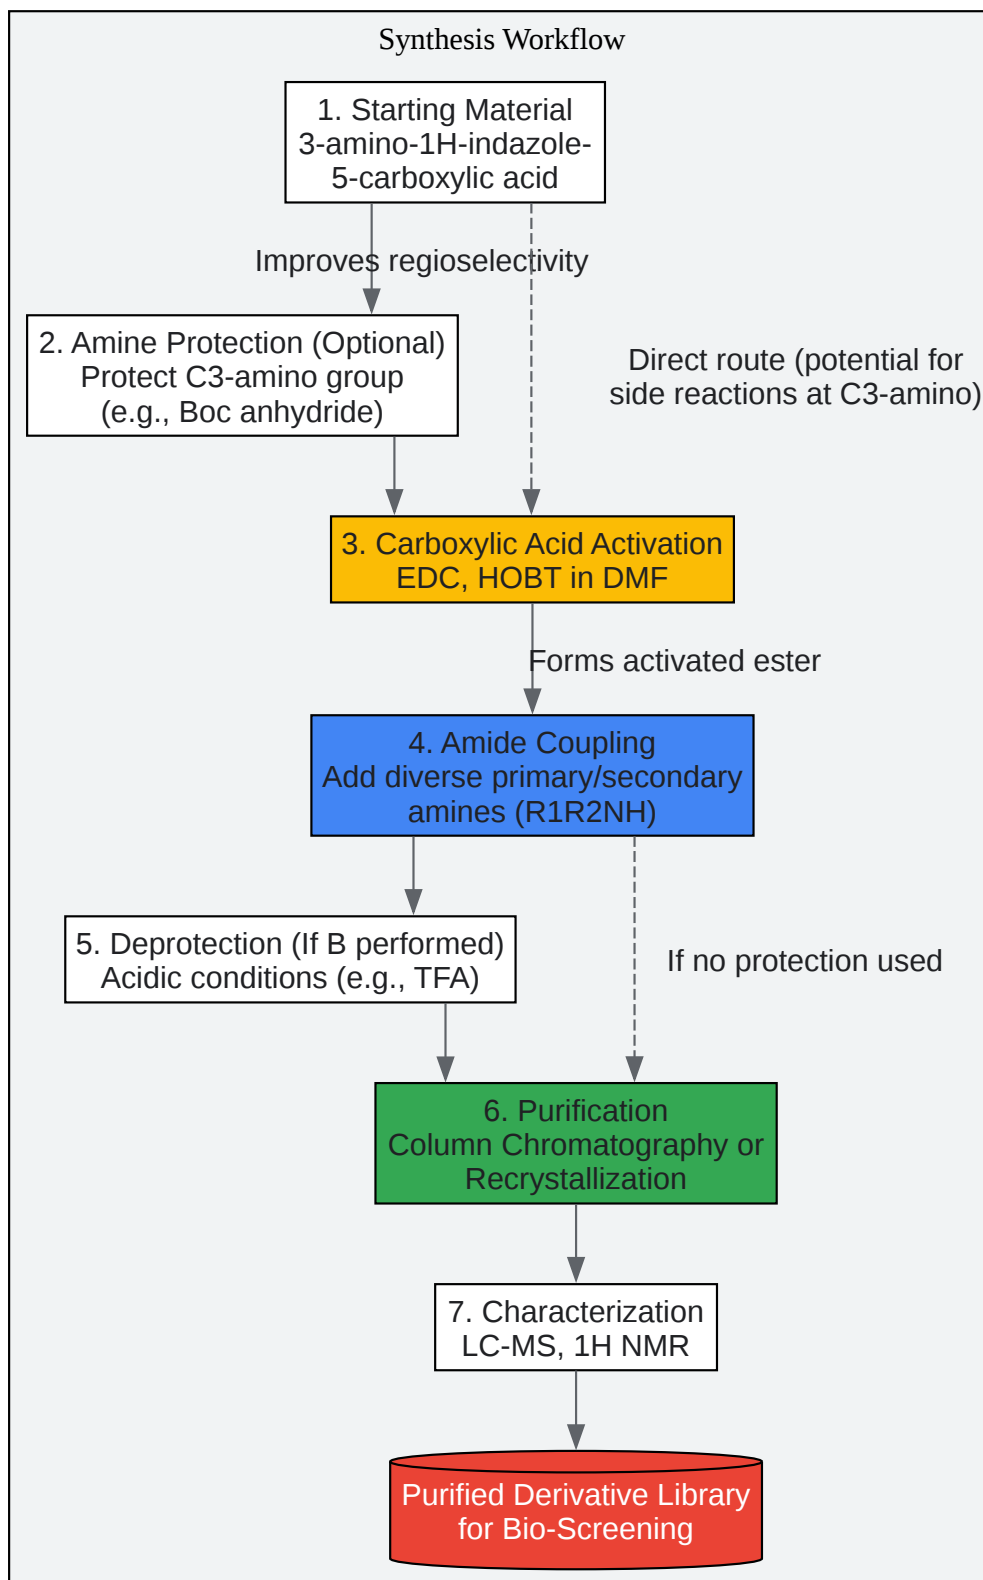 Synthesis Workflow
1. Starting Material
3-amino-1H-indazole-
5-carboxylic acid
Improves regioselectivity
2. Amine Protection (Optional)
Protect C3-amino group
(e.g., Boc anhydride)
Direct route (potential for
side reactions at C3-amino)
3. Carboxylic Acid Activation
EDC, HOBT in DMF
Forms activated ester
4. Amide Coupling
Add diverse primary/secondary
amines (R1R2NH)
5. Deprotection (If B performed)
Acidic conditions (e.g., TFA)
If no protection used
6. Purification
Column Chromatography or
Recrystallization
7. Characterization
LC-MS, 1H NMR
Purified Derivative Library
for Bio-Screening